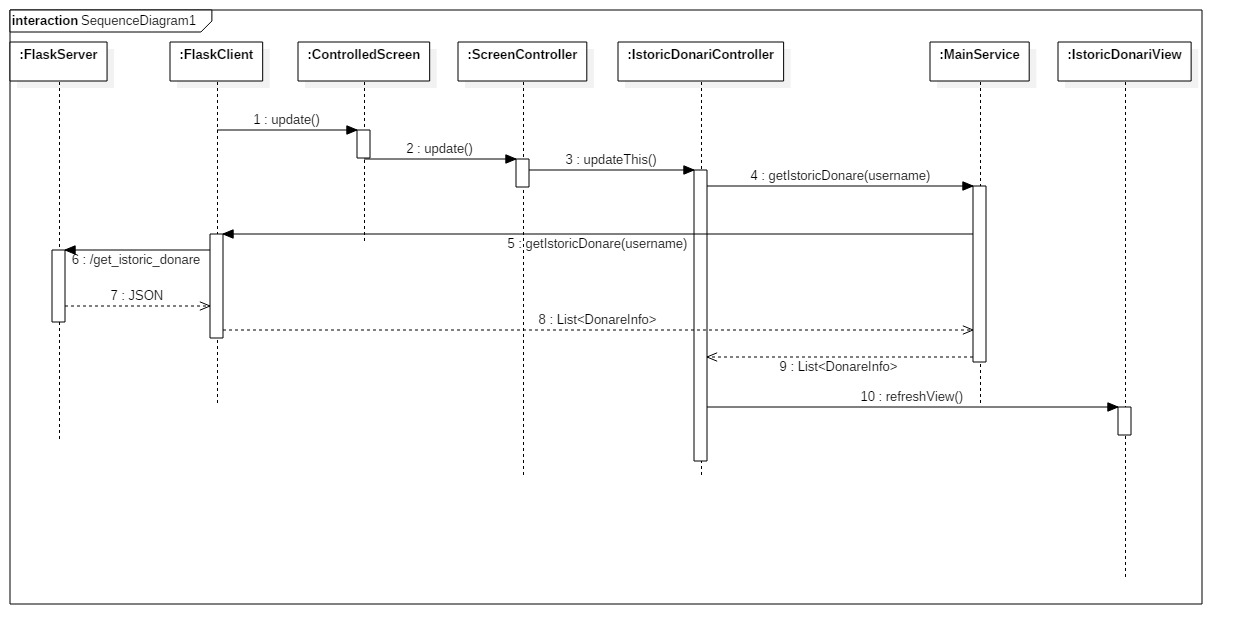 interaction SequenceDiagram1
:FlaskServer
:FlaskClient
:ControlledScreen
:ScreenController
:IstoricDonariController
:MainService
:IstoricDonariView
1 : update()
2 : update()
3 : updateThis()
4 : getIstoricDonare(username)
5 : getIstoricDonare(username)
6 : /get_istoric_donare
7 : JSON
8 : List<DonareInfo>
9 : List<DonareInfo>
10 : refreshView()